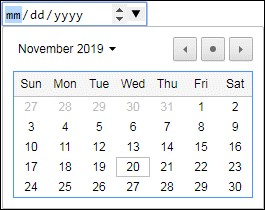 mm/dd/yyyy
November 2019
Sun Mon Tue Wed Thu Fri Sat
27 28 29 30 31 1 2
3 4 5 6 7 8 9
10 11 12 13 14 15 16
17 18 19 20 21 22 23
24 25 26 27 28 29 30